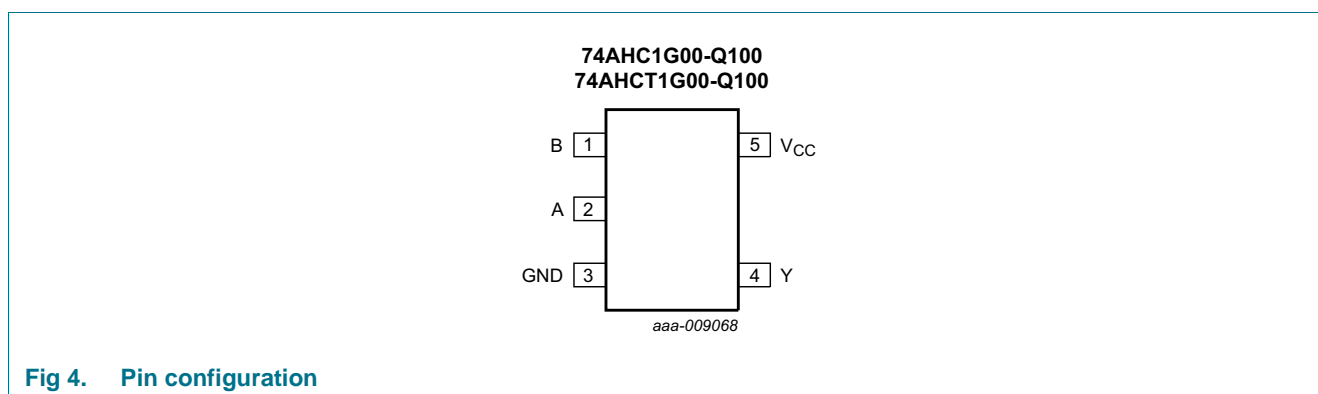 74AHC1G00-Q100
74AHCT1G00-Q100
B 1 5 VCC
A 2
GND 3 4 Y
aaa-009068
Fig 4. Pin configuration